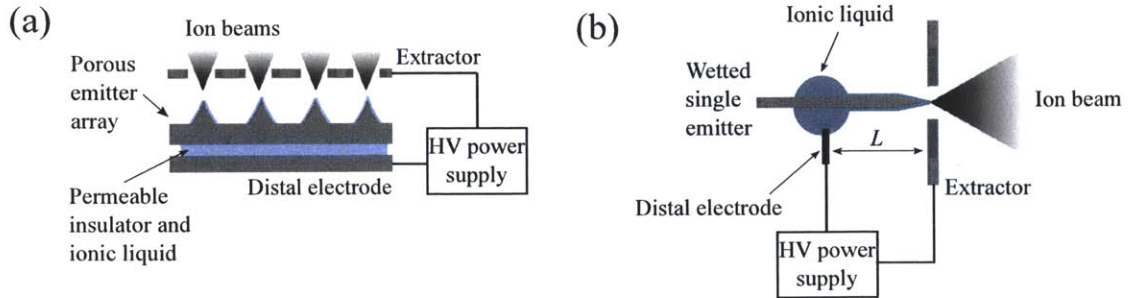 (a)
Ion beams
Extractor
Porous
emitter
array
HV power
supply
Distal electrode
Permeable
insulator and
ionic liquid
(b)
Ionic liquid
Wetted
single
emitter
Ion beam
L
Extractor
Distal electrode
HV power
supply